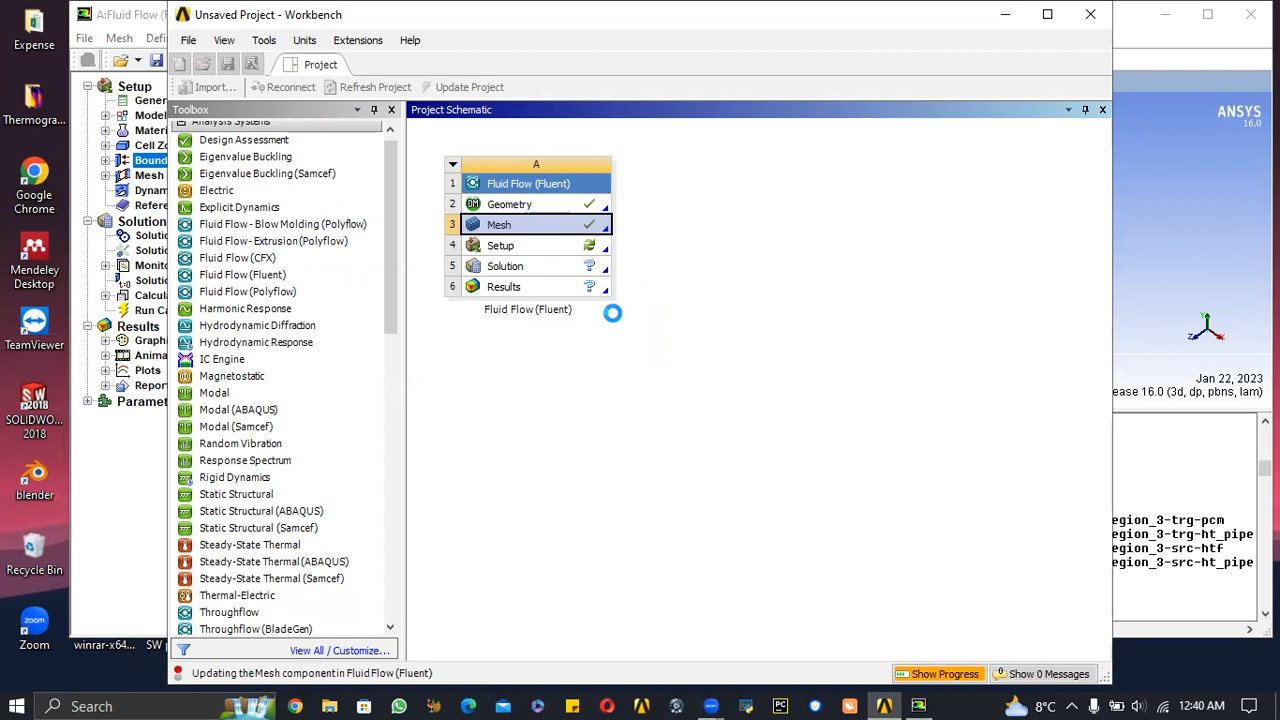 Expense
Thermogra...
Google
Chrome
Mendeley
Desktop
TeamViewer
SOLIDWO...
2018
blender
Recycle Bin
Zoom
winrar-x64...
SW p
A:Fluid Flow (F
File
Mesh
Defi
Setup
Gener
Model
Materi
Cell Zo
Bound
Mesh
Dynam
Refere
Solution
Solutio
Solutio
Monito
Solutio
Calcula
Run Ca
Results
Graphi
Anima
Plots
Report
Paramet
Unsaved Project - Workbench
File
View
Tools
Units
Extensions
Help
Project
Import...
Reconnect
Refresh Project
Update Project
Toolbox
Analysis Systems
Design Assessment
Eigenvalue Buckling
Eigenvalue Buckling (Samcef)
Electric
Explicit Dynamics
Fluid Flow - Blow Molding (Polyflow)
Fluid Flow - Extrusion (Polyflow)
Fluid Flow (CFX)
Fluid Flow (Fluent)
Fluid Flow (Polyflow)
Harmonic Response
Hydrodynamic Diffraction
Hydrodynamic Response
IC Engine
Magnetostatic
Modal
Modal (ABAQUS)
Modal (Samcef)
Random Vibration
Response Spectrum
Rigid Dynamics
Static Structural
Static Structural (ABAQUS)
Static Structural (Samcef)
Steady-State Thermal
Steady-State Thermal (ABAQUS)
Steady-State Thermal (Samcef)
Thermal-Electric
Throughflow
Throughflow (BladeGen)
View All / Customize...
Project Schematic
A
1 Fluid Flow (Fluent)
2 DM Geometry
3 Mesh
4 Setup
5 Solution ?
6 Results ?
Fluid Flow (Fluent)
Updating the Mesh component in Fluid Flow (Fluent)
Show Progress
Show 0 Messages
ANSYS
16.0
Y
Z
X
Jan 22, 2023
ease 16.0 (3d, dp, pbns, lam)
egion_3-trg-pcm
egion_3-trg-ht_pipe
egion_3-src-htf
egion_3-src-ht_pipe
Search
PC
8°C
12:40 AM